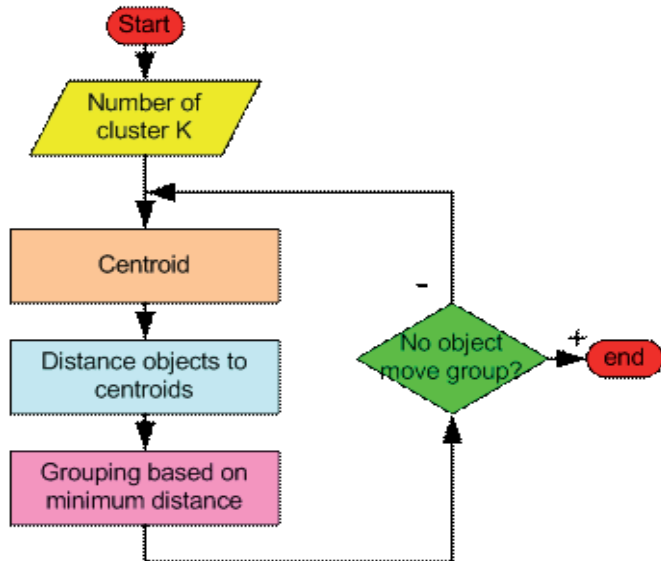 Start
Number of
cluster K
Centroid
-
Distance objects to
centroids
No object
move group?
+
end
Grouping based on
minimum distance